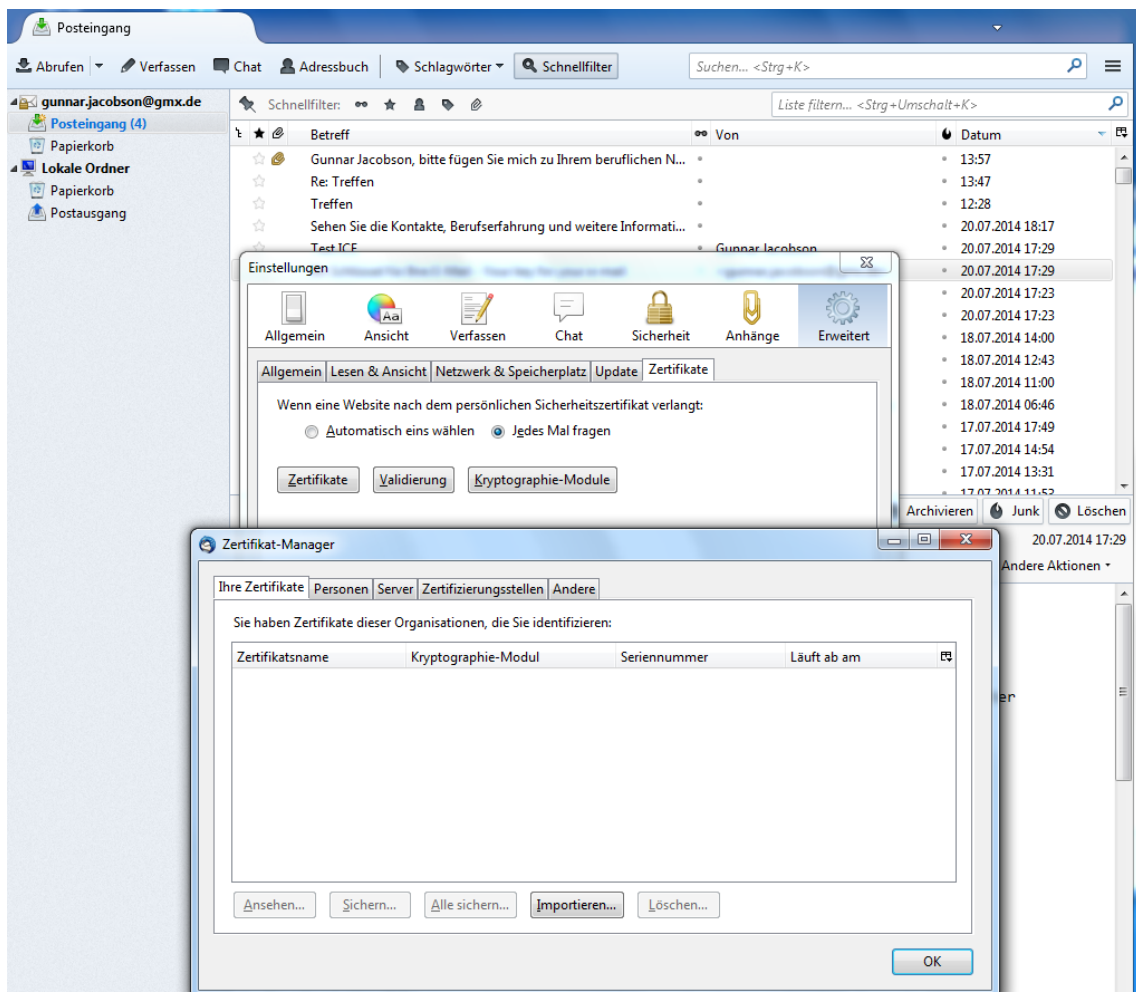 Posteingang
Abrufen Verfassen Chat Adressbuch Schlagwörter Schnellfilter Suchen... <Strg+K>
gunnar.jacobson@gmx.de
Posteingang (4)
Papierkorb
Lokale Ordner
Papierkorb
Postausgang
Schnellfilter: Liste filtern... <Strg+Umschalt+K>
Betreff Von Datum
Gunnar Jacobson, bitte fügen Sie mich zu Ihrem beruflichen N... 13:57
Re: Treffen 13:47
Treffen 12:28
Sehen Sie die Kontakte, Berufserfahrung und weitere Informati... 20.07.2014 18:17
Test ICE Gunnar Jacobson 20.07.2014 17:29
20.07.2014 17:29
20.07.2014 17:23
20.07.2014 17:23
18.07.2014 14:00
18.07.2014 12:43
18.07.2014 11:00
18.07.2014 06:46
17.07.2014 17:49
17.07.2014 14:54
17.07.2014 13:31
17.07.2014 11:53
Archivieren Junk Löschen
20.07.2014 17:29
Andere Aktionen
er
Einstellungen
Allgemein Ansicht Verfassen Chat Sicherheit Anhänge Erweitert
Allgemein Lesen & Ansicht Netzwerk & Speicherplatz Update Zertifikate
Wenn eine Website nach dem persönlichen Sicherheitszertifikat verlangt:
Automatisch eins wählen Jedes Mal fragen
Zertifikate Validierung Kryptographie-Module
Zertifikat-Manager
Ihre Zertifikate Personen Server Zertifizierungsstellen Andere
Sie haben Zertifikate dieser Organisationen, die Sie identifizieren:
Zertifikatsname Kryptographie-Modul Seriennummer Läuft ab am
Ansehen... Sichern... Alle sichern... Importieren... Löschen...
OK